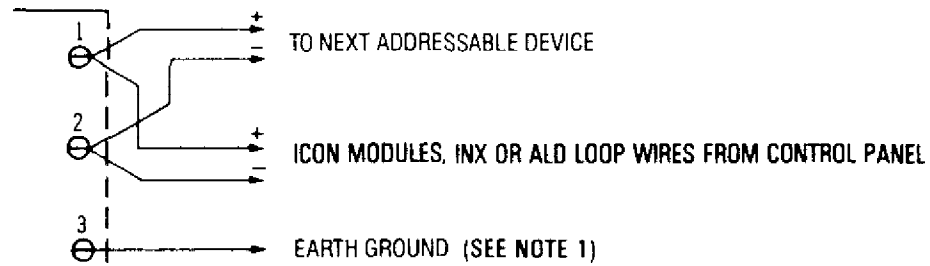 1
+
− TO NEXT ADDRESSABLE DEVICE
2
+
− ICON MODULES, INX OR ALD LOOP WIRES FROM CONTROL PANEL
3
EARTH GROUND (SEE NOTE 1)